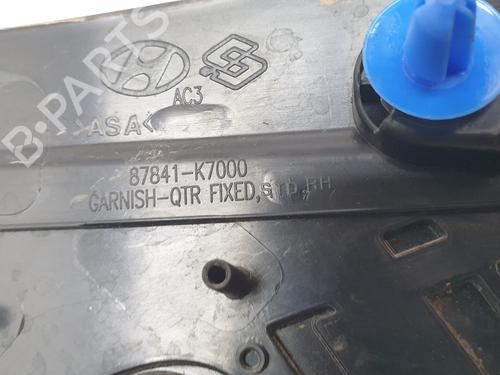 B-PARTS
AC3
>ASA<
87841-K7000
GARNISH-QTR FIXED, STD, RH